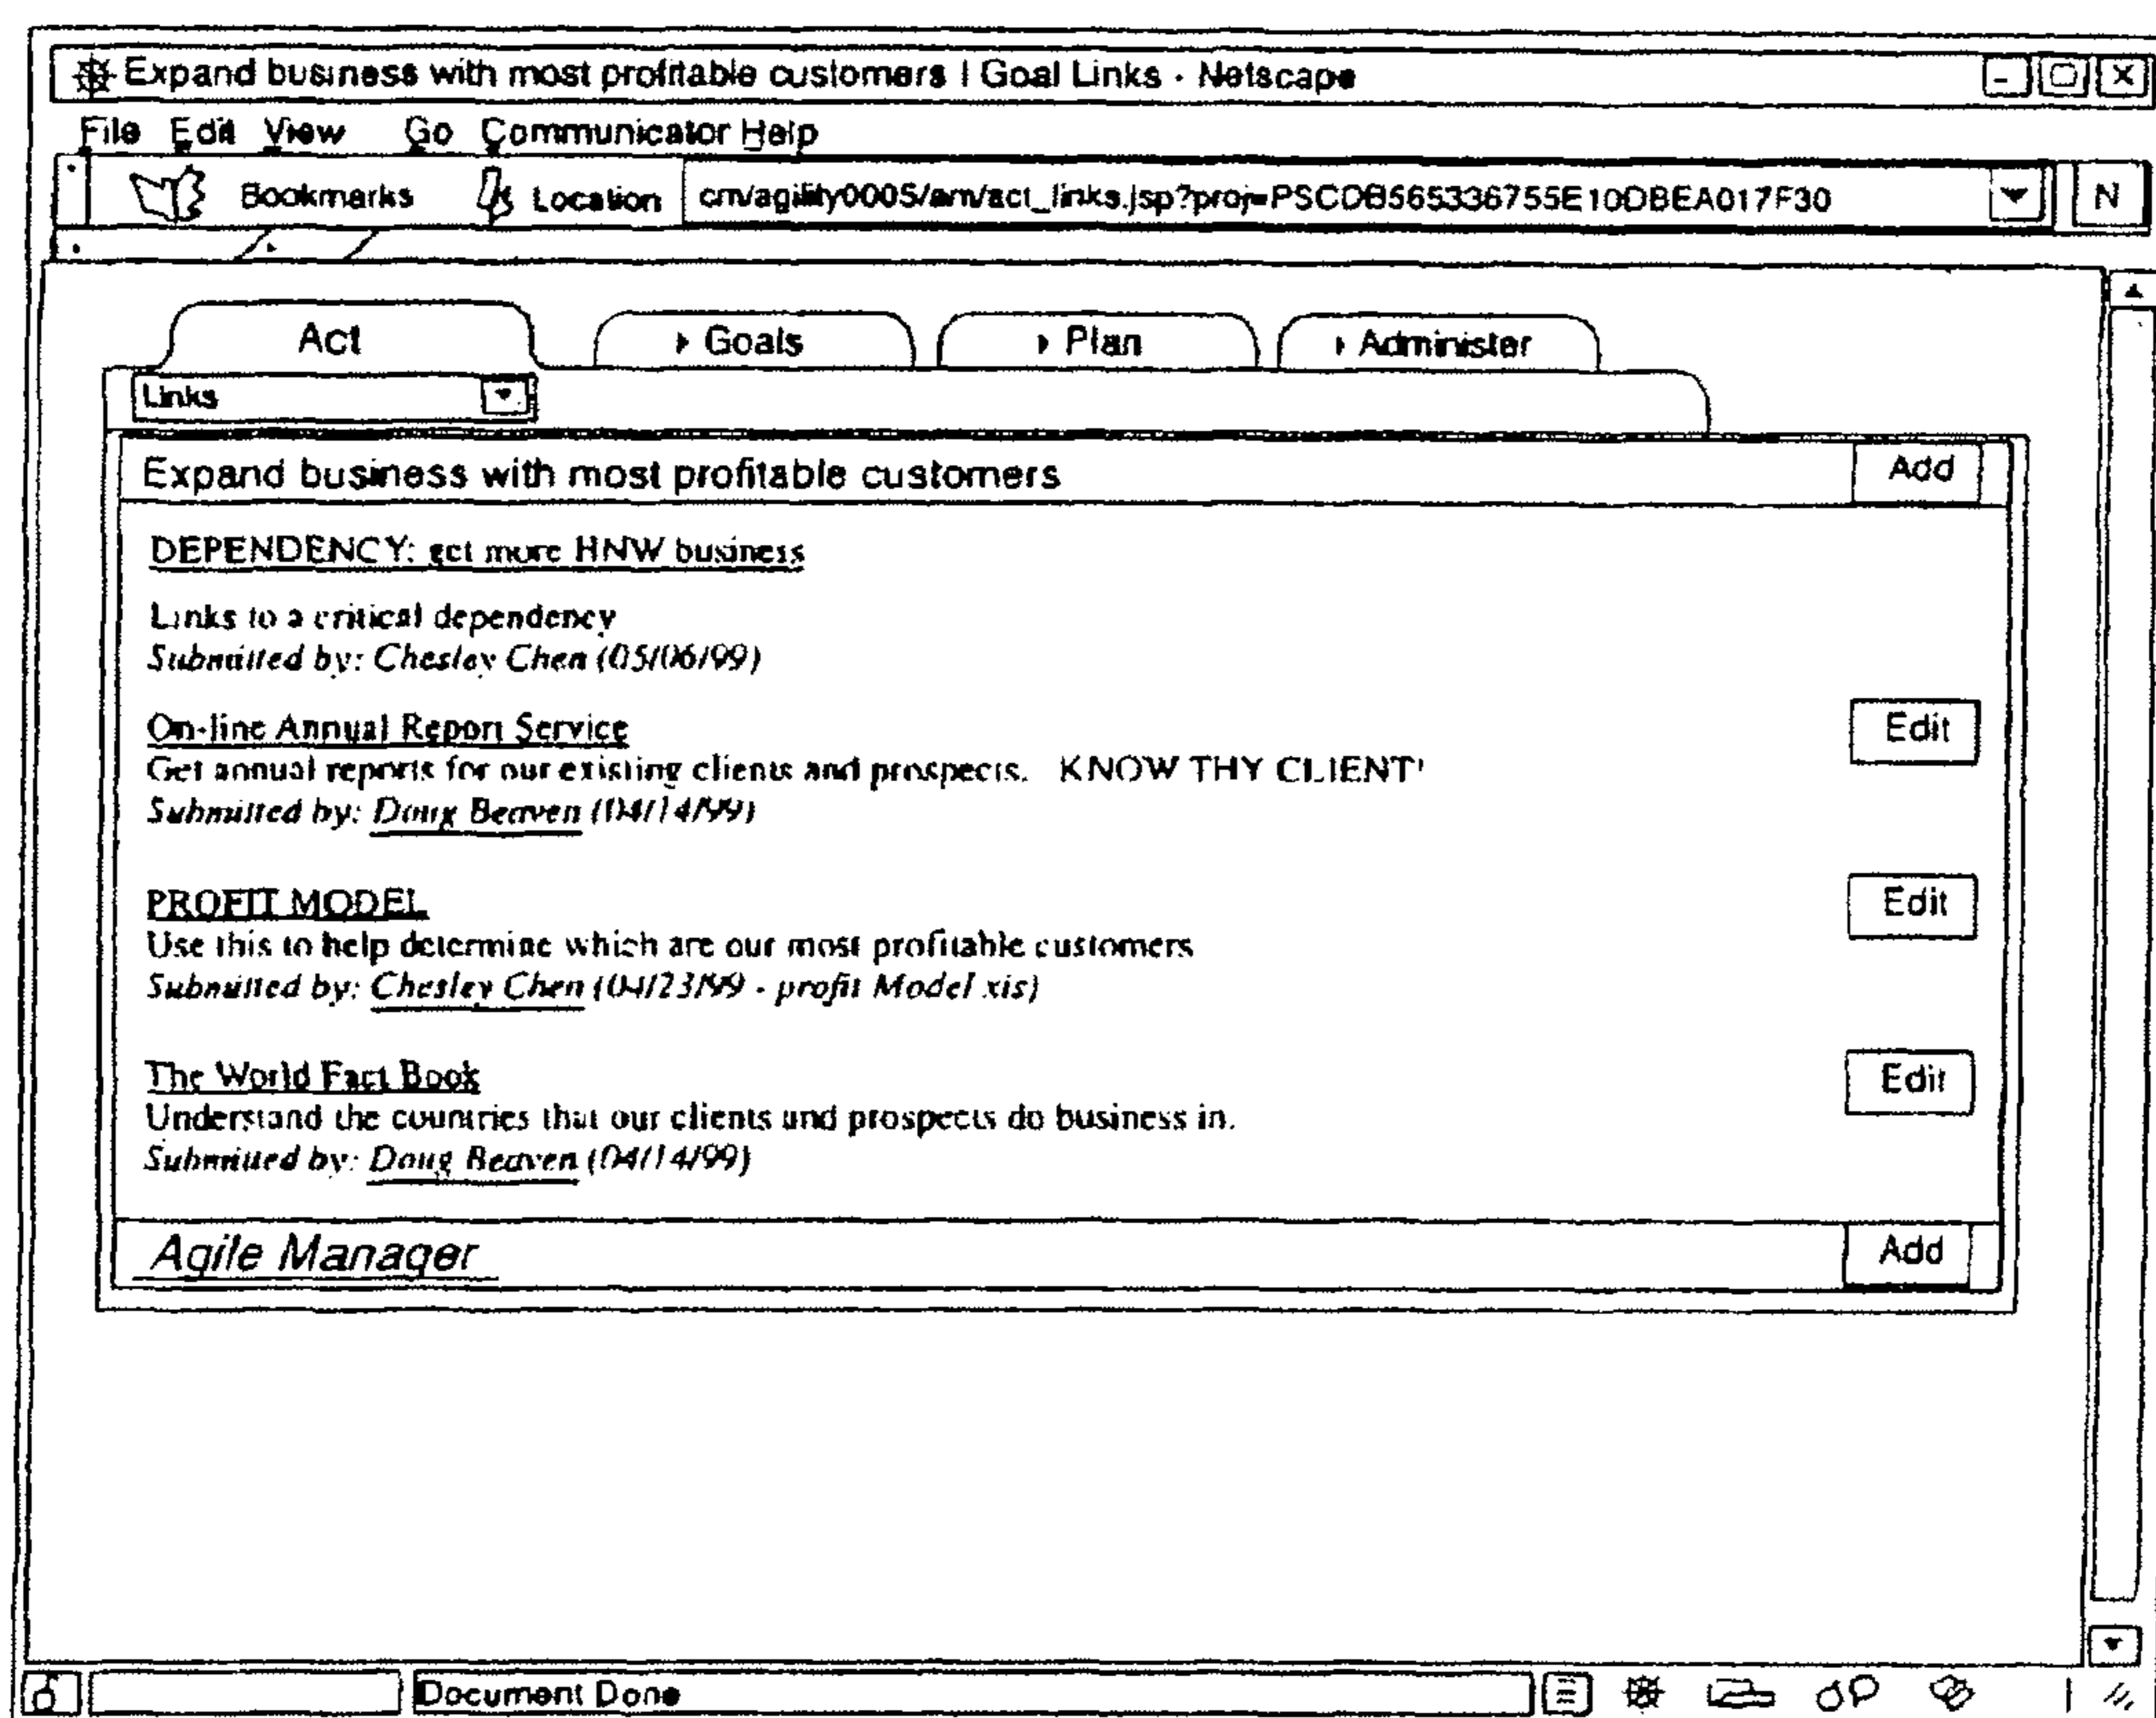 Expand business with most profitable customers | Goal Links - Netscape
File Edit View Go Communicator Help
Bookmarks Location cm/agility0005/am/act_links.jsp?proj=PSCDB565336755E10DBEA017F30 N
Act Goals Plan Administer
Links
Expand business with most profitable customers Add
DEPENDENCY: get more HNW business
Links to a critical dependency
Submitted by: Chesley Chen (05/06/99)
On-line Annual Report Service Edit
Get annual reports for our existing clients and prospects. KNOW THY CLIENT!
Submitted by: Doug Beaven (04/14/99)
PROFIT MODEL Edit
Use this to help determine which are our most profitable customers
Submitted by: Chesley Chen (04/23/99 - profit Model xis)
The World Fact Book Edit
Understand the countries that our clients and prospects do business in.
Submitted by: Doug Beaven (04/14/99)
Agile Manager Add
Document Done